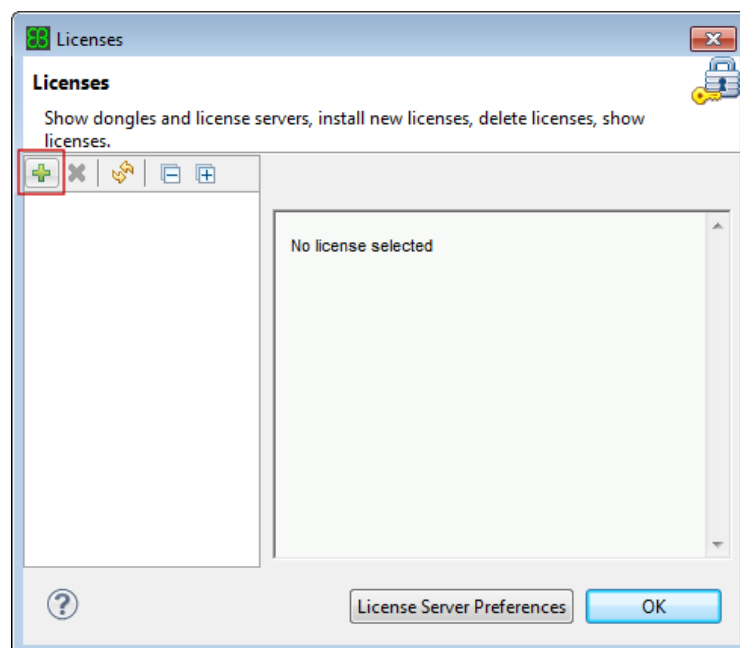 Licenses
Licenses
Show dongles and license servers, install new licenses, delete licenses, show
licenses.
No license selected
License Server Preferences OK